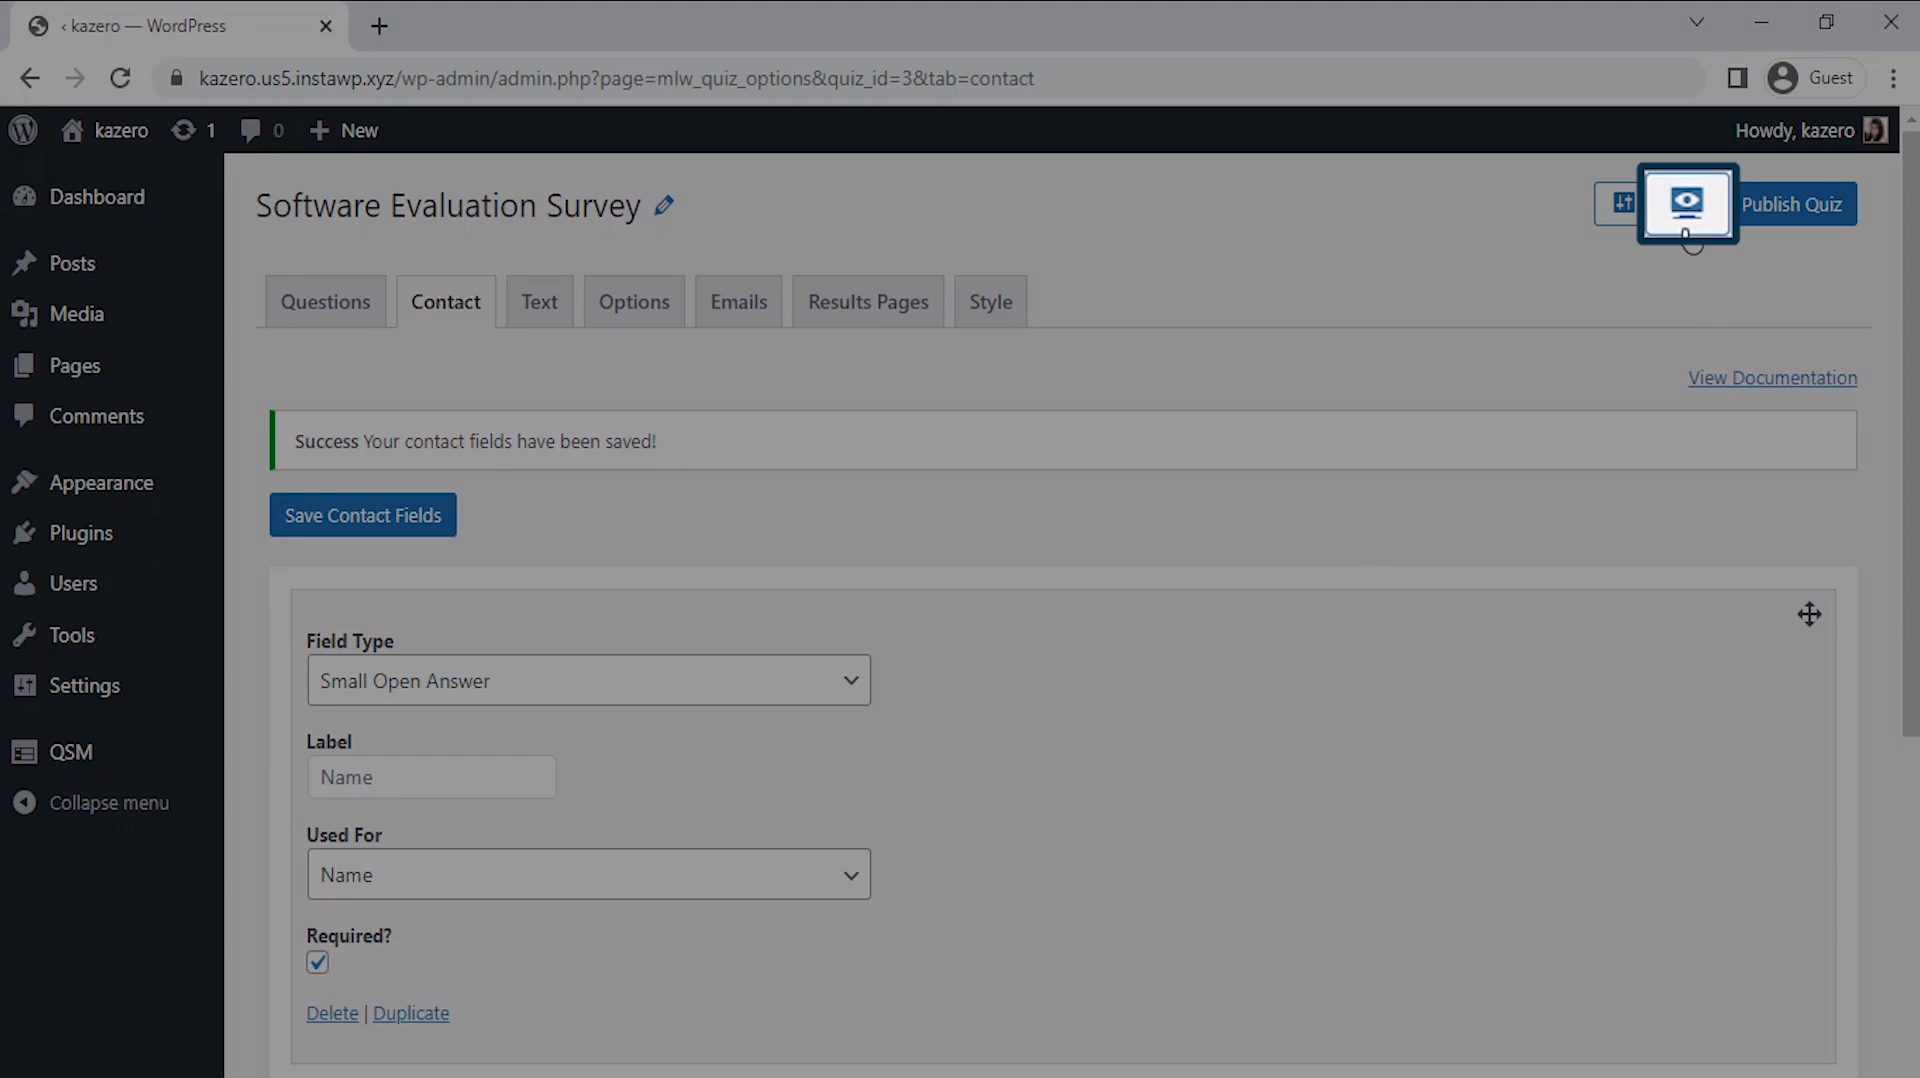 ‹ kazero — WordPress
kazero.us5.instawp.xyz/wp-admin/admin.php?page=mlw_quiz_options&quiz_id=3&tab=contact
Guest
kazero
1
0
New
Howdy, kazero
Dashboard
Posts
Media
Pages
Comments
Appearance
Plugins
Users
Tools
Settings
QSM
Collapse menu
Software Evaluation Survey
Publish Quiz
Questions
Contact
Text
Options
Emails
Results Pages
Style
View Documentation
Success Your contact fields have been saved!
Save Contact Fields
Field Type
Small Open Answer
Label
Name
Used For
Name
Required?
Delete | Duplicate